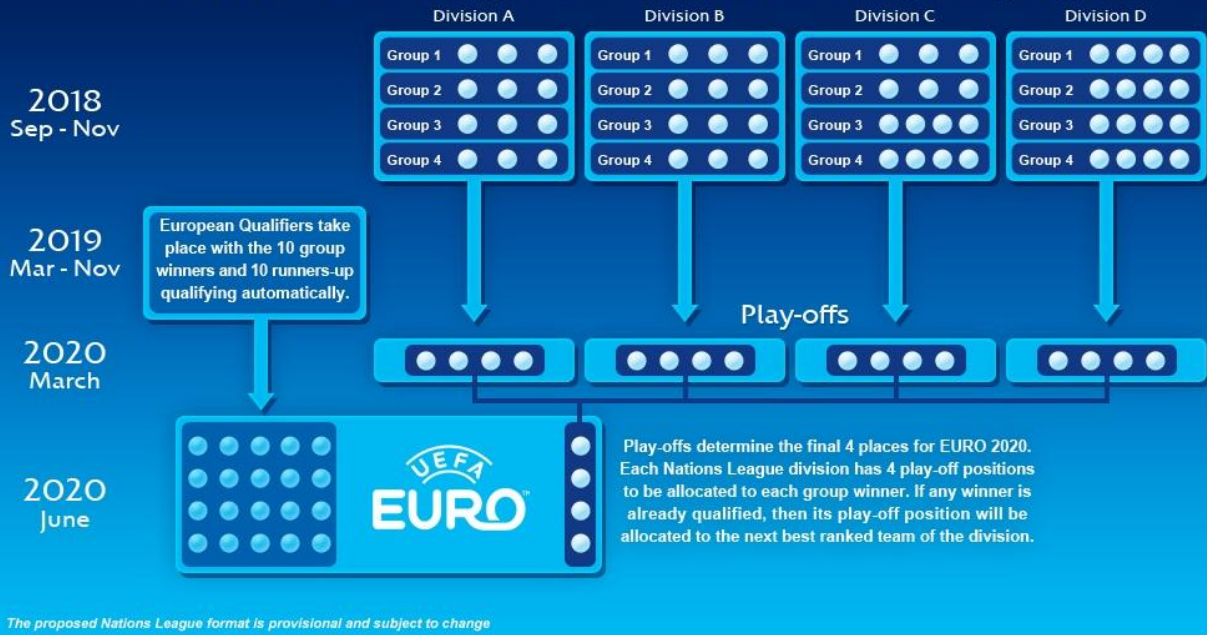 Division A
Division B
Division C
Division D
2018
Sep - Nov
Group 1
Group 2
Group 3
Group 4
Group 1
Group 2
Group 3
Group 4
Group 1
Group 2
Group 3
Group 4
Group 1
Group 2
Group 3
Group 4
2019
Mar - Nov
European Qualifiers take
place with the 10 group
winners and 10 runners-up
qualifying automatically.
Play-offs
2020
March
2020
June
UEFA
EURO™
Play-offs determine the final 4 places for EURO 2020.
Each Nations League division has 4 play-off positions
to be allocated to each group winner. If any winner is
already qualified, then its play-off position will be
allocated to the next best ranked team of the division.
The proposed Nations League format is provisional and subject to change